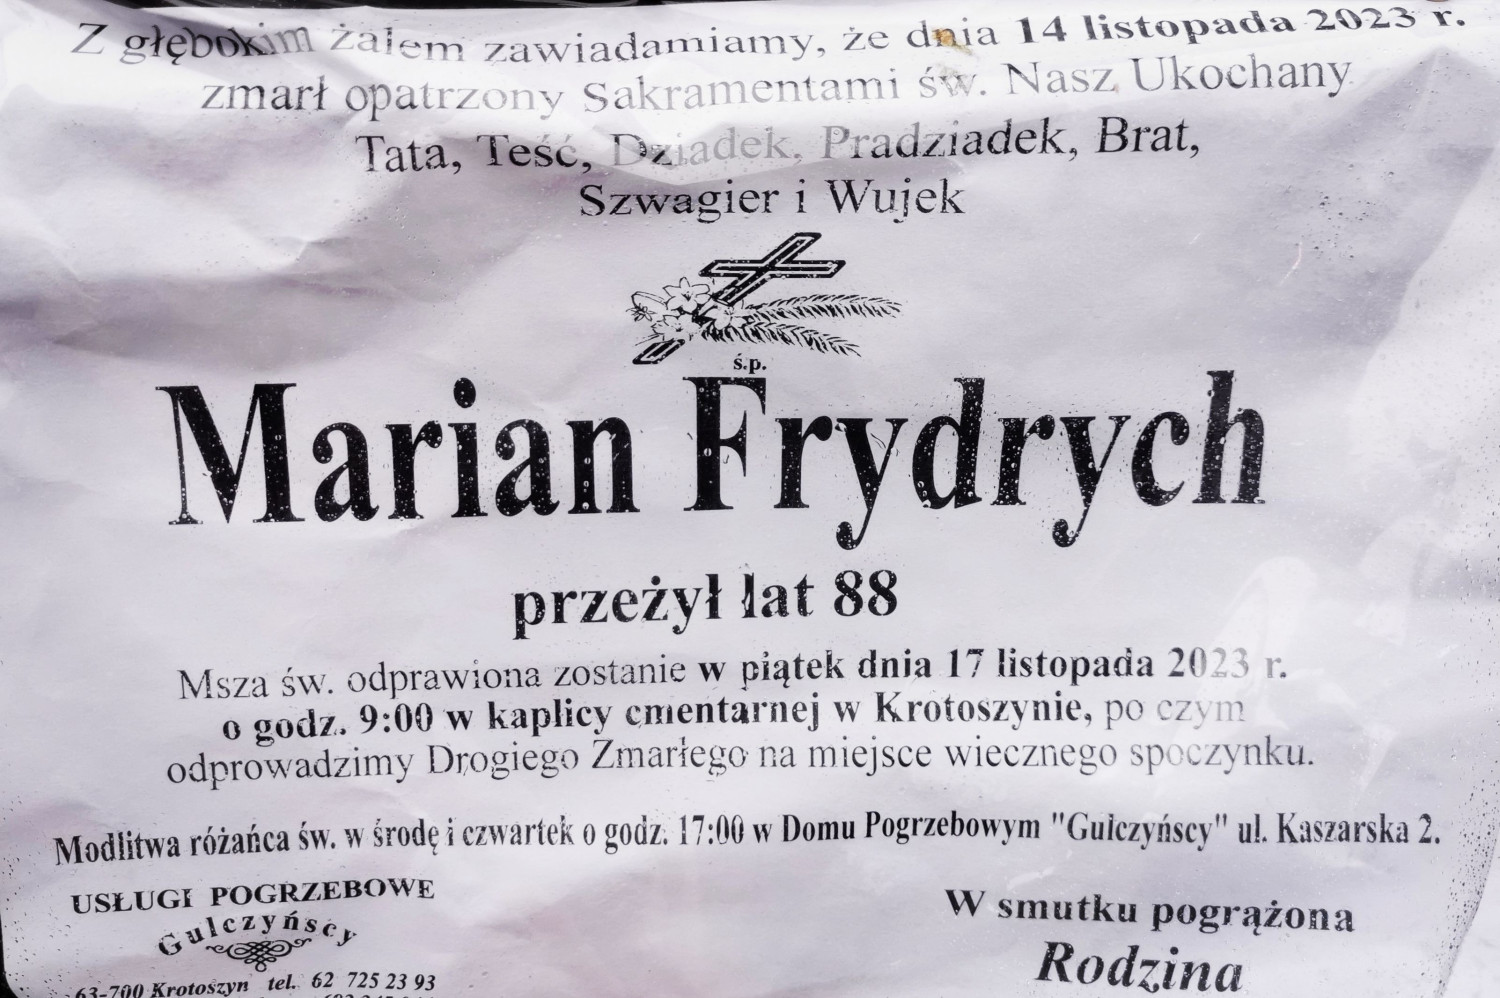 Z głębokim żalem zawiadamiamy, że dnia 14 listopada 2023 r.
zmarł opatrzony Sakramentami św. Nasz Ukochany
Tata, Teść, Dziadek, Pradziadek, Brat,
Szwagier i Wujek
ś.p.
Marian Frydrych
przeżył lat 88
Msza św. odprawiona zostanie w piątek dnia 17 listopada 2023 r.
o godz. 9:00 w kaplicy cmentarnej w Krotoszynie, po czym
odprowadzimy Drogiego Zmarłego na miejsce wiecznego spoczynku.
Modlitwa różańca św. w środę i czwartek o godz. 17:00 w Domu Pogrzebowym "Gulczyńscy" ul. Kaszarska 2.
USŁUGI POGRZEBOWE
Gulczyńscy
63-700 Krotoszyn tel. 62 725 23 93
W smutku pogrążona
Rodzina